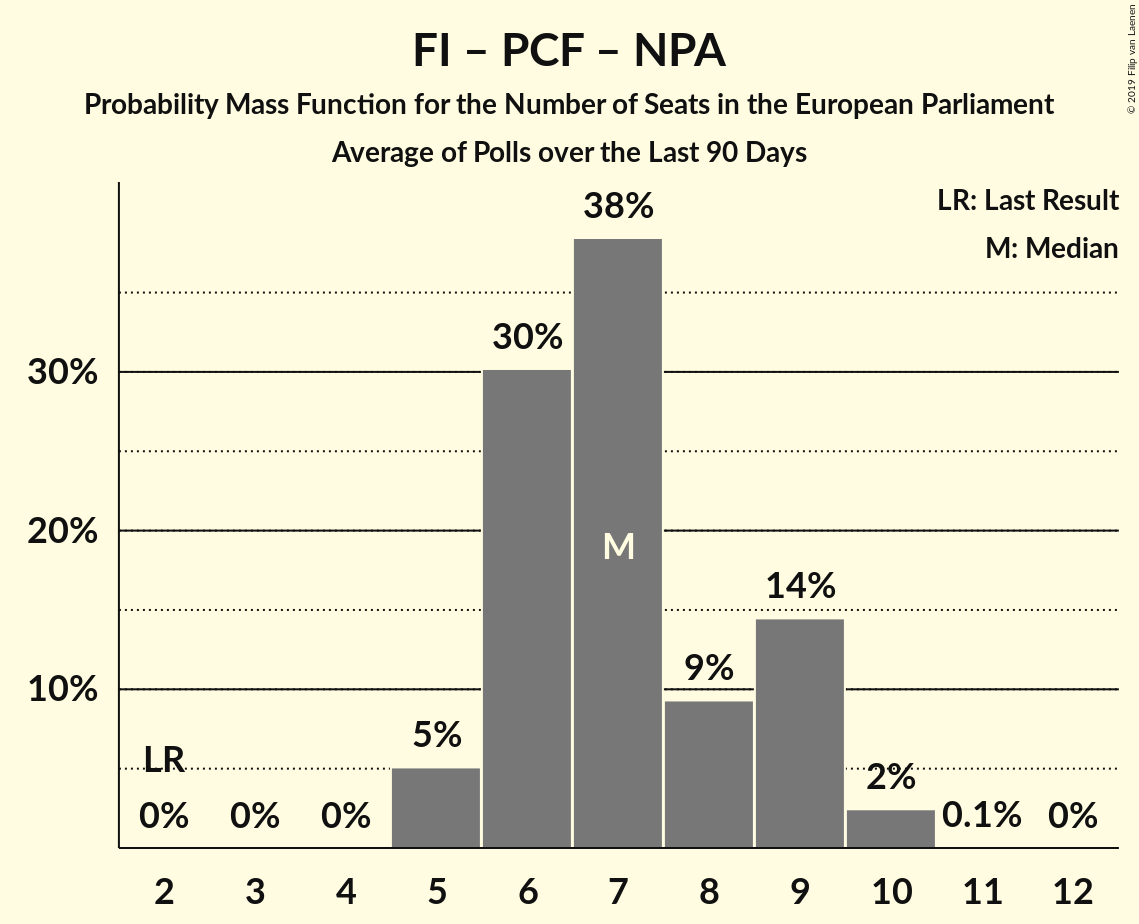 FI – PCF – NPA
Probability Mass Function for the Number of Seats in the European Parliament
Average of Polls over the Last 90 Days
© 2019 Filip van Laenen
LR: Last Result
M: Median
38%
30%
30%
20%
M
14%
10%
9%
5%
LR
2%
0%
0%
0%
0.1%
0%
2 3 4 5 6 7 8 9 10 11 12